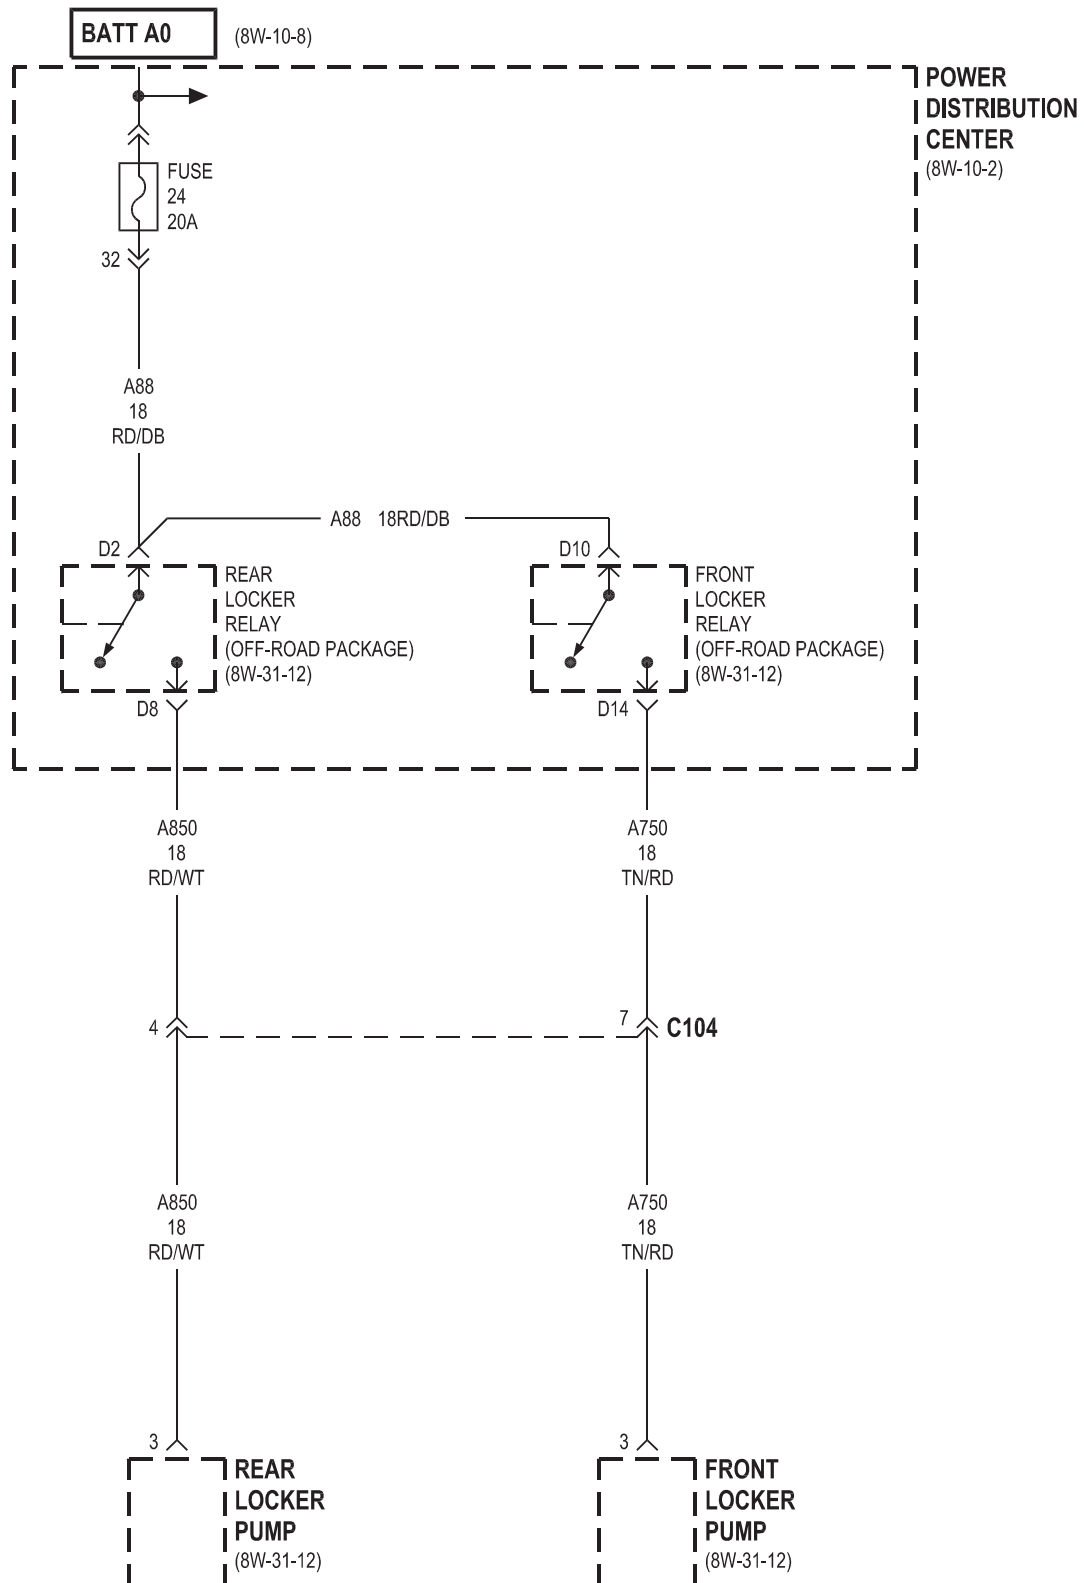 BATT A0
(8W-10-8)
POWER
DISTRIBUTION
CENTER
(8W-10-2)
FUSE
24
20A
32
A88
18
RD/DB
A88 18RD/DB
D2
D10
REAR
LOCKER
RELAY
(OFF-ROAD PACKAGE)
(8W-31-12)
FRONT
LOCKER
RELAY
(OFF-ROAD PACKAGE)
(8W-31-12)
D8
D14
A850
18
RD/WT
A750
18
TN/RD
4
7
C104
A850
18
RD/WT
A750
18
TN/RD
3
REAR
LOCKER
PUMP
(8W-31-12)
3
FRONT
LOCKER
PUMP
(8W-31-12)